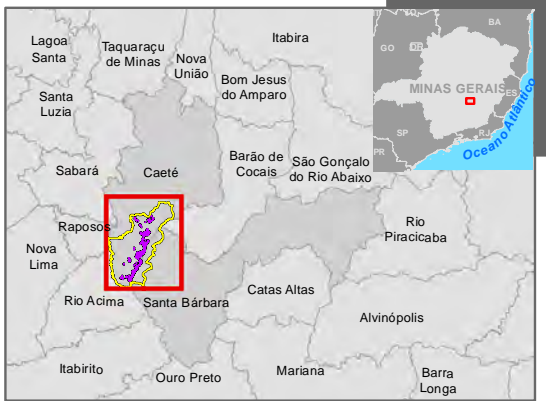 Lagoa
Santa
Taquaraçu
de Minas
Nova
União
Itabira
Santa
Luzia
Bom Jesus
do Amparo
Sabará
Caeté
Barão de
Cocais
São Gonçalo
do Rio Abaixo
Raposos
Nova
Lima
Rio
Piracicaba
Rio Acima
Santa Bárbara
Catas Altas
Alvinópolis
Itabirito
Ouro Preto
Mariana
Barra
Longa
BA
GO
DF
MINAS GERAIS
ES
SP
RJ
PR
Oceano Atlântico